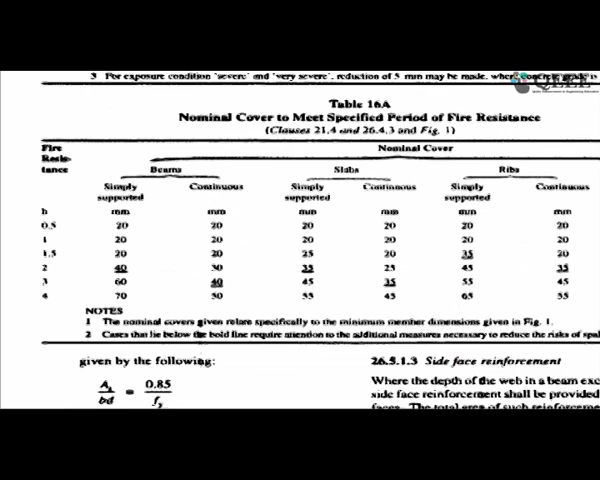 3 For exposure condition 'severe' and 'very severe', reduction of 5 mm may be made, where concrete grade is
QEEE
Table 16A
Nominal Cover to Meet Specified Period of Fire Resistance
(Clauses 21.4 and 26.4.3 and Fig. 1)
Fire Resis- tance Nominal Cover
Beams Slabs Ribs
Simply supported Continuous Simply supported Continuous Simply supported Continuous
h mm mm mm mm mm mm
0.5 20 20 20 20 20 20
1 20 20 20 20 20 20
1.5 20 20 25 20 35 20
2 40 30 35 25 45 35
3 60 40 45 35 55 45
4 70 50 55 45 65 55
NOTES
1 The nominal covers given relate specifically to the minimum member dimensions given in Fig. 1.
2 Cases that lie below the bold line require attention to the additional measures necessary to reduce the risks of spal
given by the following:
A_s / bd = 0.85 / f_y
26.5.1.3 Side face reinforcement
Where the depth of the web in a beam exc
side face reinforcement shall be provided
faces. The total area of such reinforceme